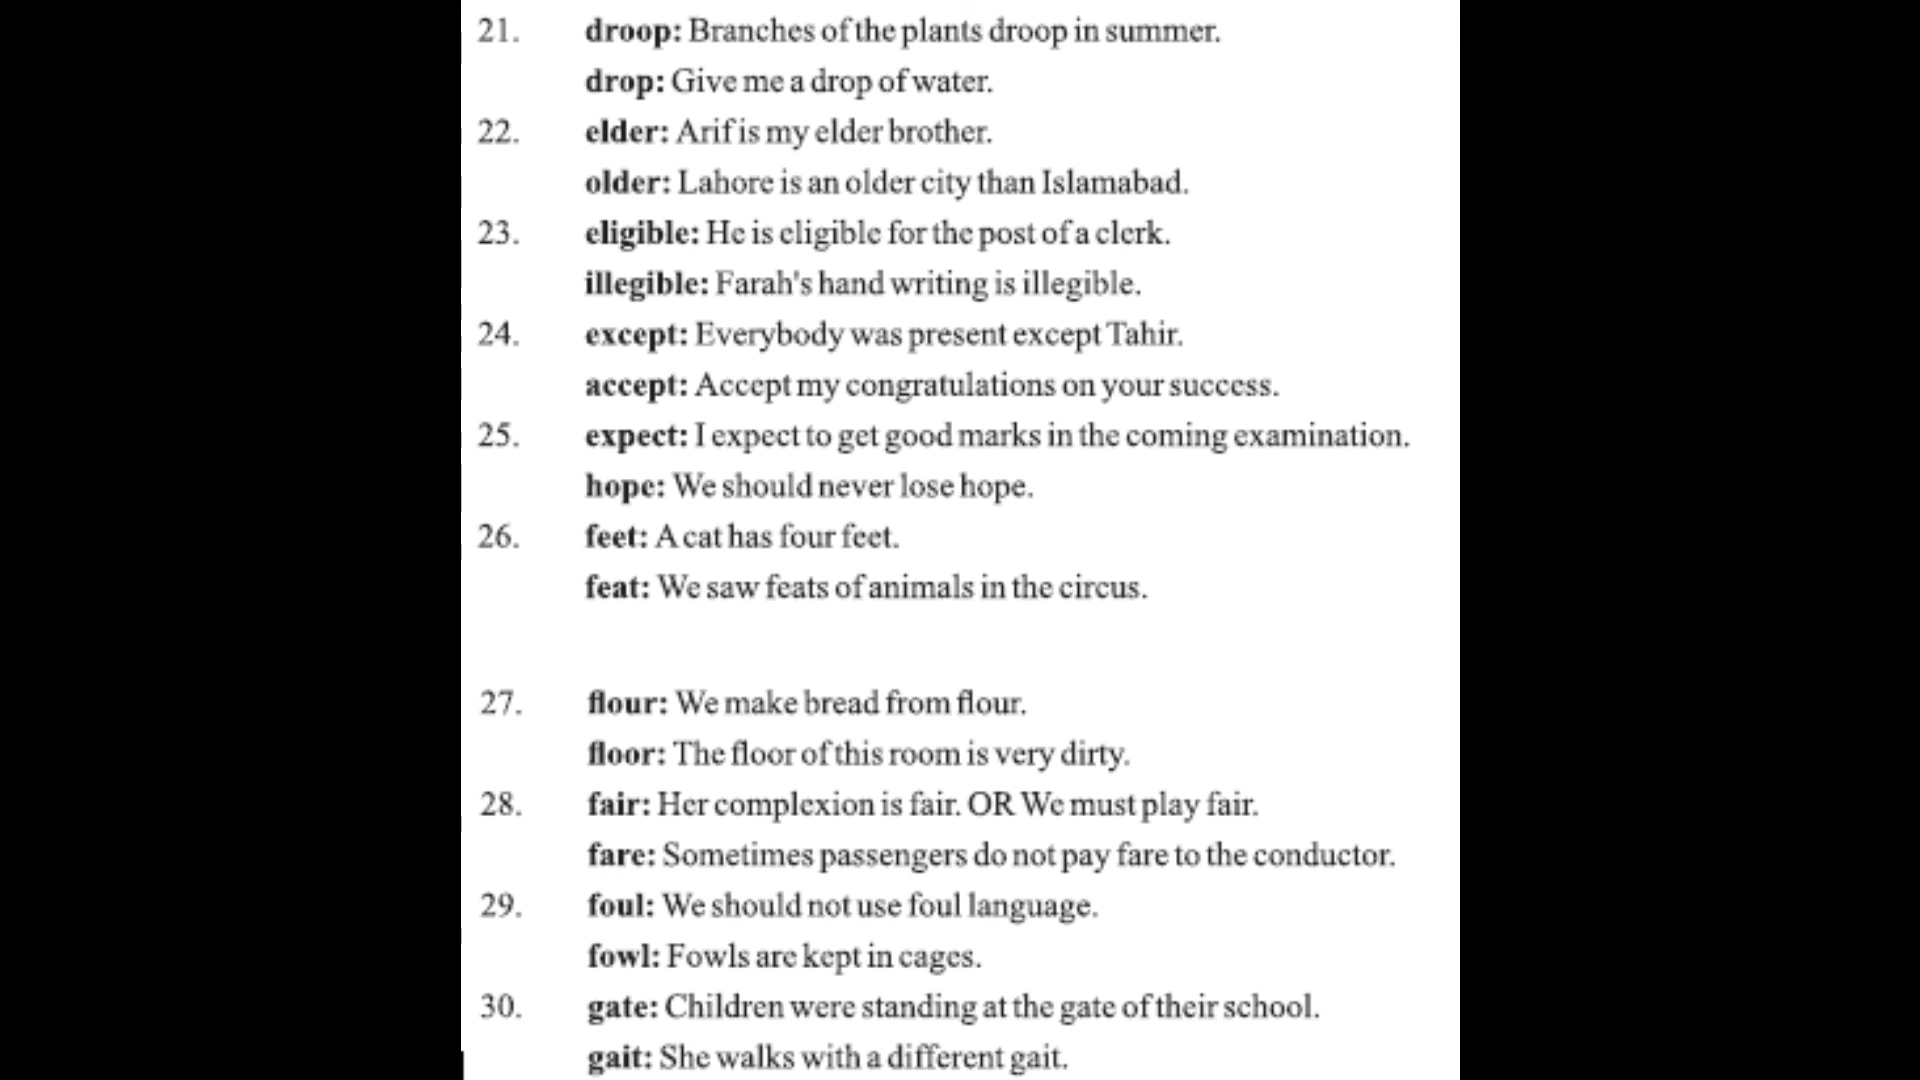 21. droop: Branches of the plants droop in summer.
drop: Give me a drop of water.
22. elder: Arif is my elder brother.
older: Lahore is an older city than Islamabad.
23. eligible: He is eligible for the post of a clerk.
illegible: Farah's hand writing is illegible.
24. except: Everybody was present except Tahir.
accept: Accept my congratulations on your success.
25. expect: I expect to get good marks in the coming examination.
hope: We should never lose hope.
26. feet: A cat has four feet.
feat: We saw feats of animals in the circus.
27. flour: We make bread from flour.
floor: The floor of this room is very dirty.
28. fair: Her complexion is fair. OR We must play fair.
fare: Sometimes passengers do not pay fare to the conductor.
29. foul: We should not use foul language.
fowl: Fowls are kept in cages.
30. gate: Children were standing at the gate of their school.
gait: She walks with a different gait.